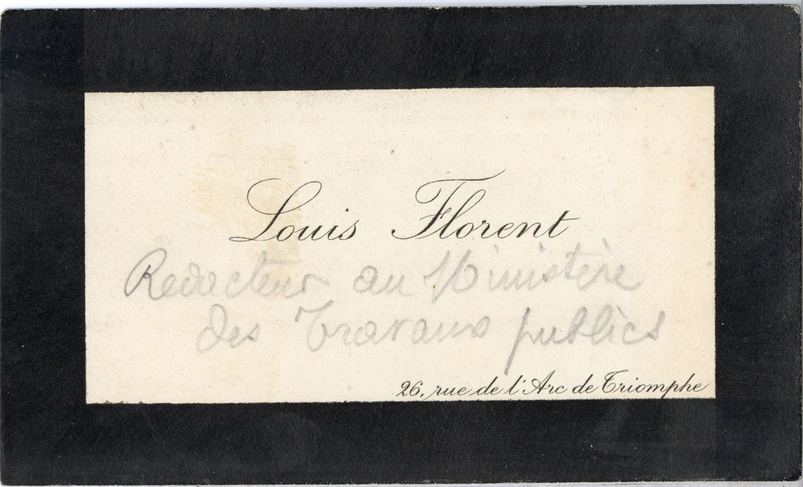 Louis Florent
Redacteur au Ministère
des Travaux publics
26, rue de l'Arc de Triomphe